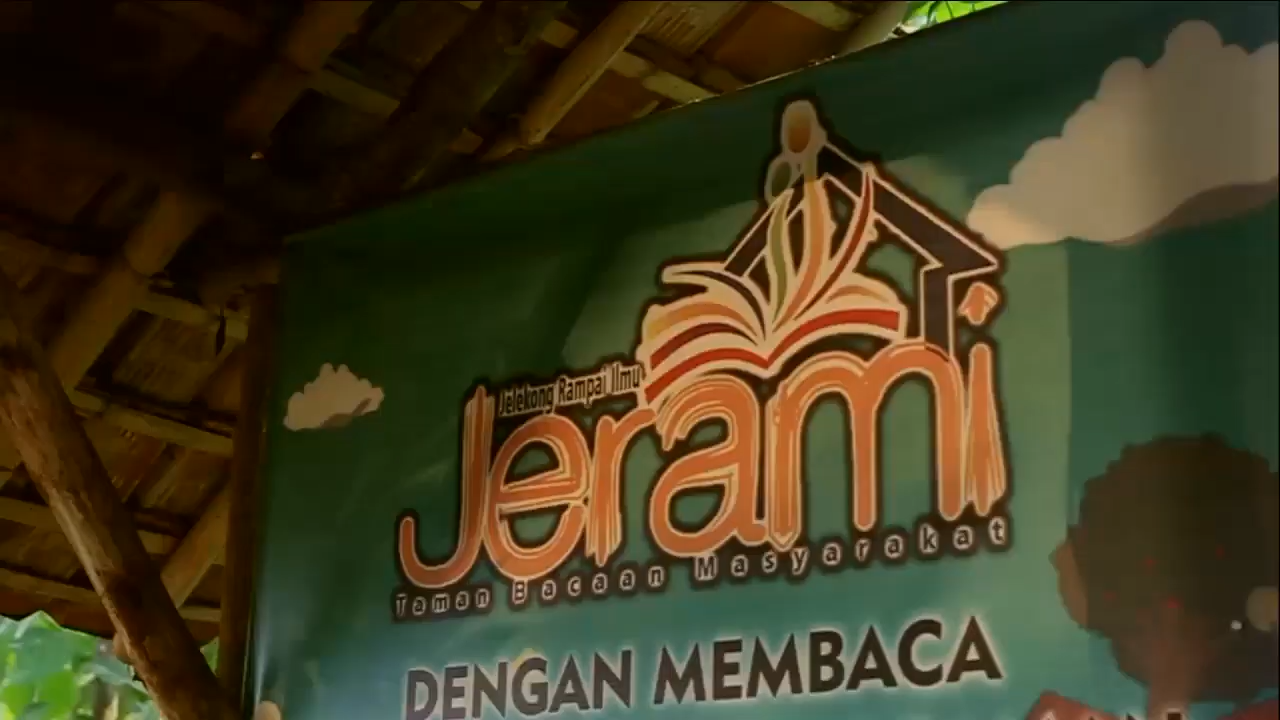 Jelekong Rampai Ilmu
Jerami
Taman Bacaan Masyarakat
DENGAN MEMBACA